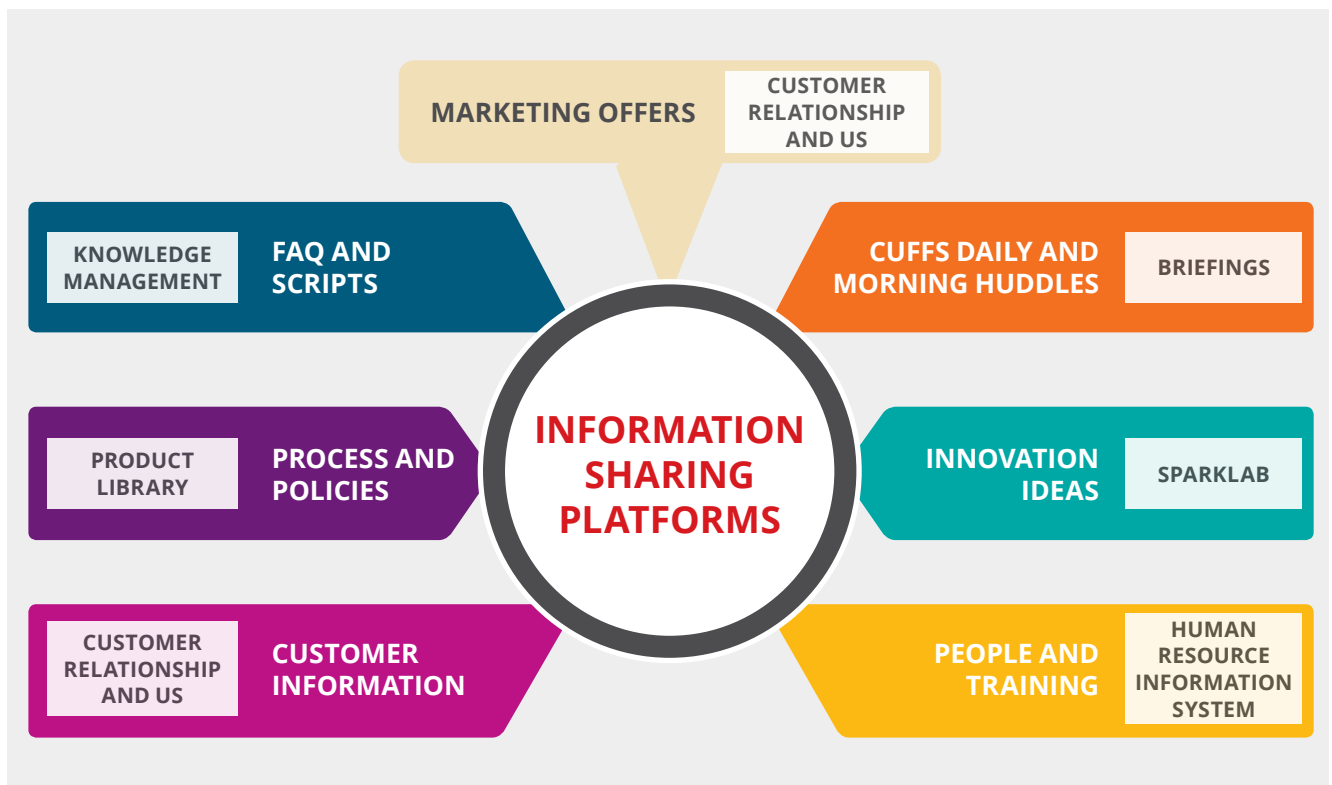 MARKETING OFFERS
CUSTOMER
RELATIONSHIP
AND US
KNOWLEDGE
MANAGEMENT
FAQ AND
SCRIPTS
CUFFS DAILY AND
MORNING HUDDLES
BRIEFINGS
PRODUCT
LIBRARY
PROCESS AND
POLICIES
INFORMATION
SHARING
PLATFORMS
INNOVATION
IDEAS
SPARKLAB
CUSTOMER
RELATIONSHIP
AND US
CUSTOMER
INFORMATION
PEOPLE AND
TRAINING
HUMAN
RESOURCE
INFORMATION
SYSTEM